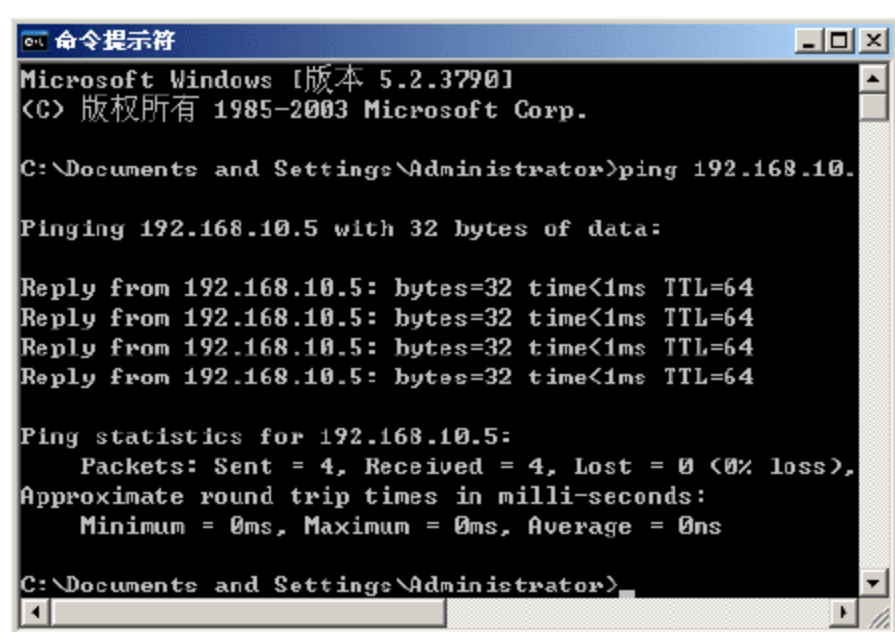 命令提示符
Microsoft Windows [版本 5.2.3790]
(C) 版权所有 1985-2003 Microsoft Corp.
C:\Documents and Settings\Administrator>ping 192.168.10.
Pinging 192.168.10.5 with 32 bytes of data:
Reply from 192.168.10.5: bytes=32 time<1ms TTL=64
Reply from 192.168.10.5: bytes=32 time<1ms TTL=64
Reply from 192.168.10.5: bytes=32 time<1ms TTL=64
Reply from 192.168.10.5: bytes=32 time<1ms TTL=64
Ping statistics for 192.168.10.5:
Packets: Sent = 4, Received = 4, Lost = 0 (0% loss),
Approximate round trip times in milli-seconds:
Minimum = 0ms, Maximum = 0ms, Average = 0ns
C:\Documents and Settings\Administrator>_